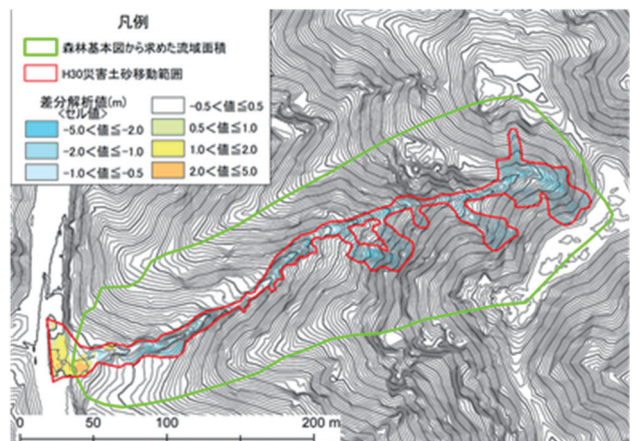 凡例
森林基本図から求めた流域面積
H30災害土砂移動範囲
差分解析値(m)
<セル値>
-5.0<値≦-2.0
-2.0<値≦-1.0
-1.0<値≦-0.5
-0.5<値≦0.5
0.5<値≦1.0
1.0<値≦2.0
2.0<値≦5.0
0 50 100 200 m